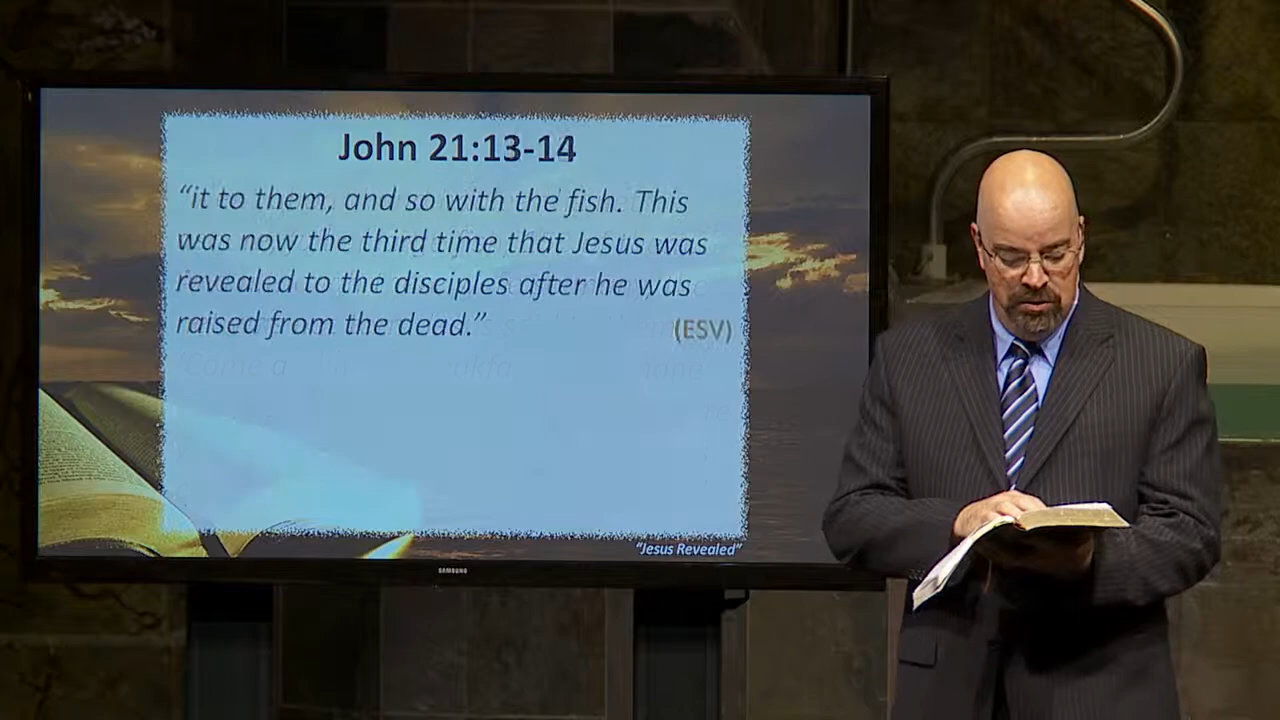 John 21:13-14
“it to them, and so with the fish. This
was now the third time that Jesus was
revealed to the disciples after he was
raised from the dead.”
(ESV)
"Jesus Revealed"
SAMSUNG